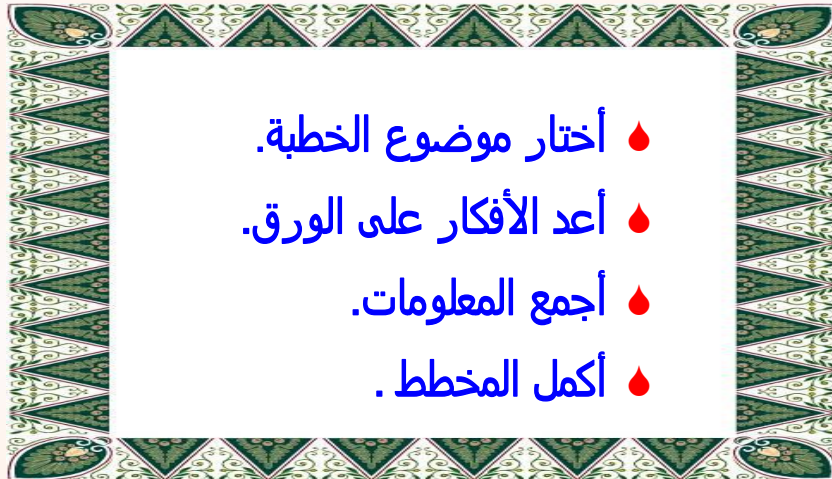 أختار موضوع الخطبة.
أعد الأفكار على الورق.
أجمع المعلومات.
أكمل المخطط .